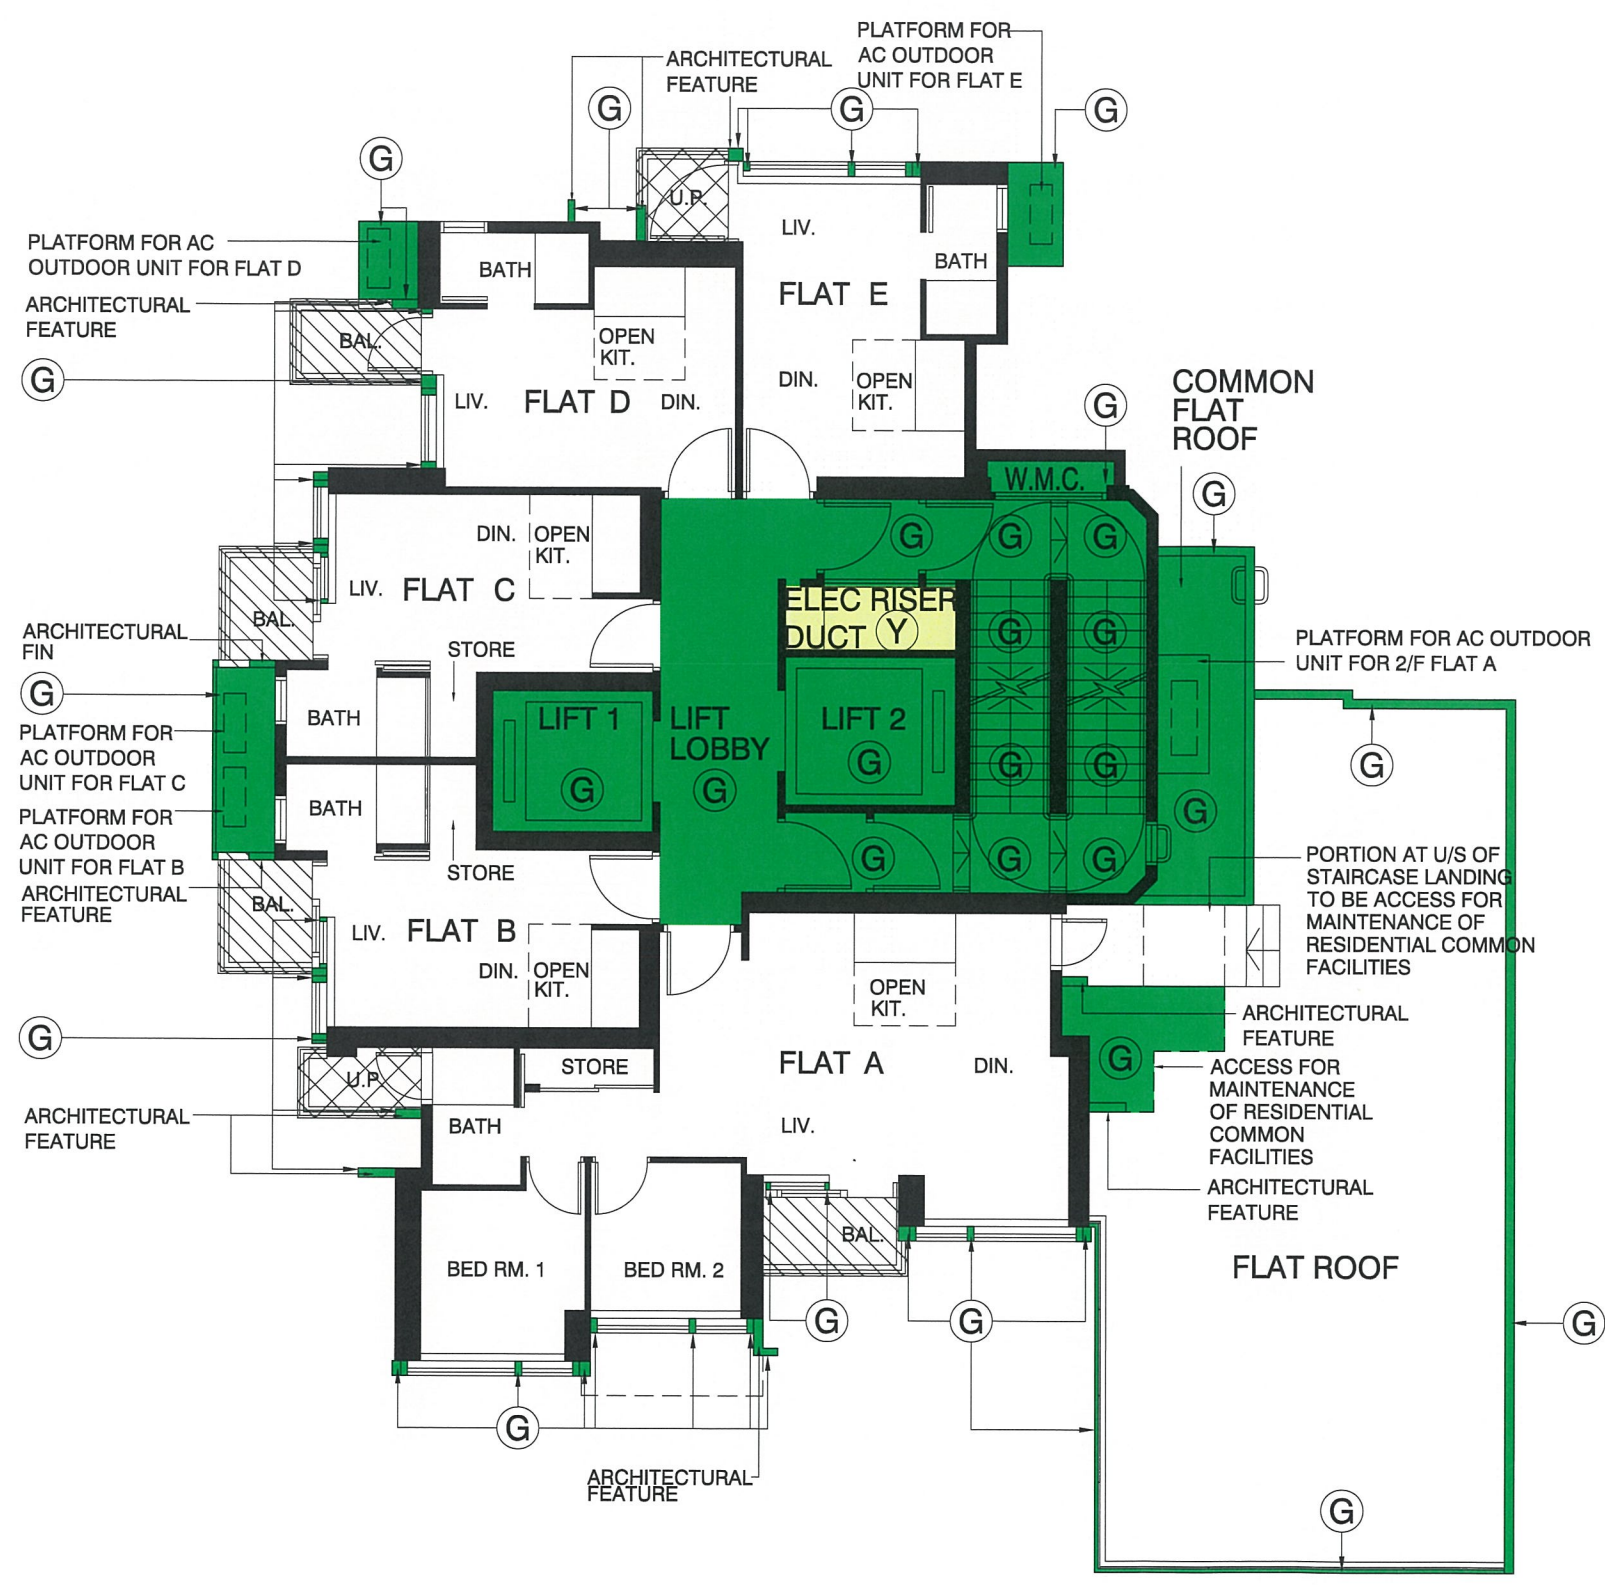 PLATFORM FOR
AC OUTDOOR
UNIT FOR FLAT E
ARCHITECTURAL
FEATURE
G
G
G
G
U.P.
LIV.
BATH
FLAT E
PLATFORM FOR AC
OUTDOOR UNIT FOR FLAT D
BATH
ARCHITECTURAL
FEATURE
BAL.
OPEN
KIT.
DIN.
OPEN
KIT.
G
LIV.
FLAT D
DIN.
G
COMMON
FLAT
ROOF
W.M.C.
G
DIN.
OPEN
KIT.
G
G
G
LIV.
FLAT C
ELEC RISER
DUCT
Y
BAL.
G
G
ARCHITECTURAL
FIN
STORE
PLATFORM FOR AC OUTDOOR
UNIT FOR 2/F FLAT A
G
BATH
LIFT 1
LIFT
LOBBY
LIFT 2
PLATFORM FOR
AC OUTDOOR
UNIT FOR FLAT C
G
G
G
G
G
G
G
BATH
PLATFORM FOR
AC OUTDOOR
UNIT FOR FLAT B
STORE
G
G
G
PORTION AT U/S OF
STAIRCASE LANDING
TO BE ACCESS FOR
MAINTENANCE OF
RESIDENTIAL COMMON
FACILITIES
ARCHITECTURAL
FEATURE
BAL.
LIV.
FLAT B
DIN.
OPEN
KIT.
OPEN
KIT.
ARCHITECTURAL
FEATURE
G
STORE
FLAT A
DIN.
G
ACCESS FOR
MAINTENANCE
OF RESIDENTIAL
COMMON
FACILITIES
U.P.
ARCHITECTURAL
FEATURE
BATH
LIV.
ARCHITECTURAL
FEATURE
BAL.
BED RM. 1
BED RM. 2
FLAT ROOF
G
G
G
G
ARCHITECTURAL
FEATURE
G